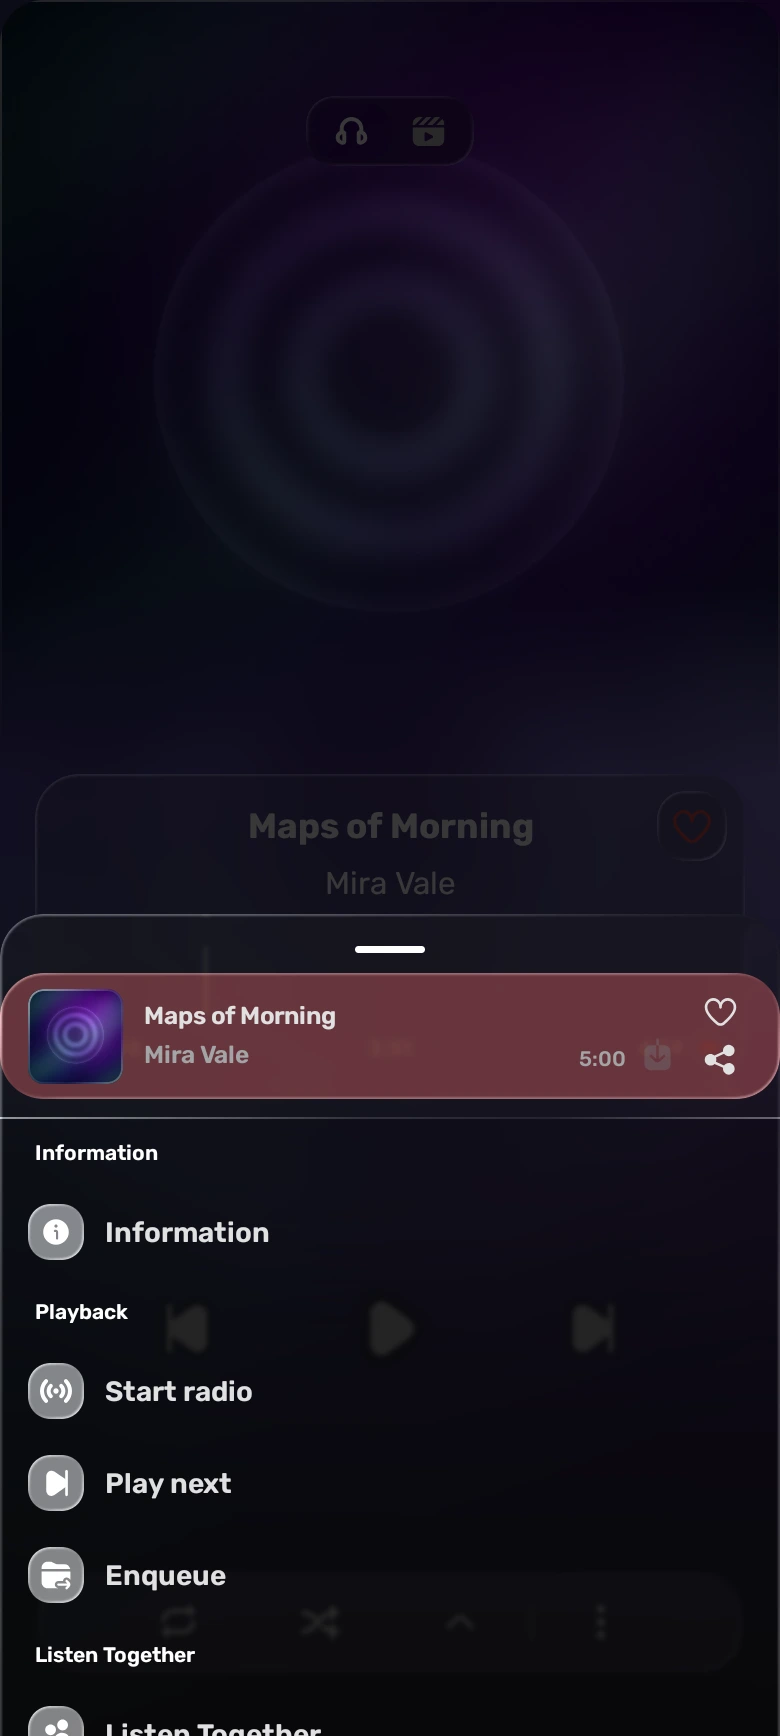 Maps of Morning
Mira Vale
Maps of Morning
Mira Vale
5:00
Information
Information
Playback
Start radio
Play next
Enqueue
Listen Together
Listen Together